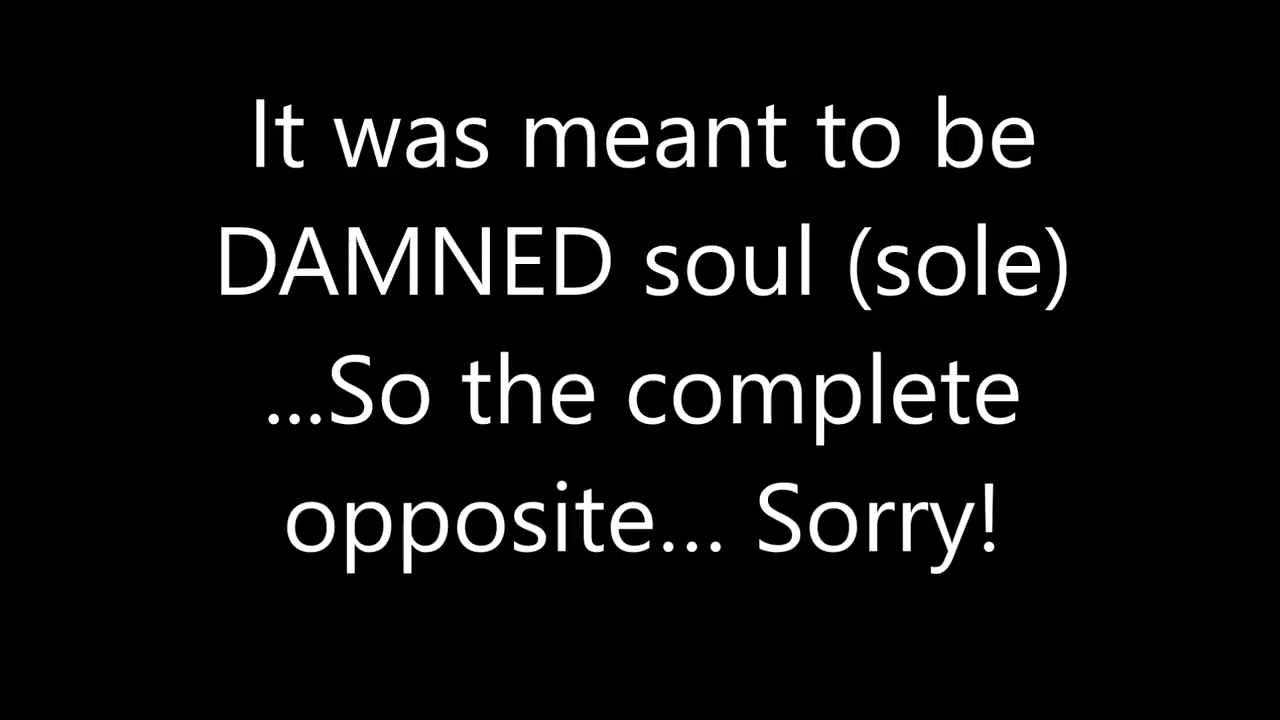 It was meant to be
DAMNED soul (sole)
...So the complete
opposite... Sorry!